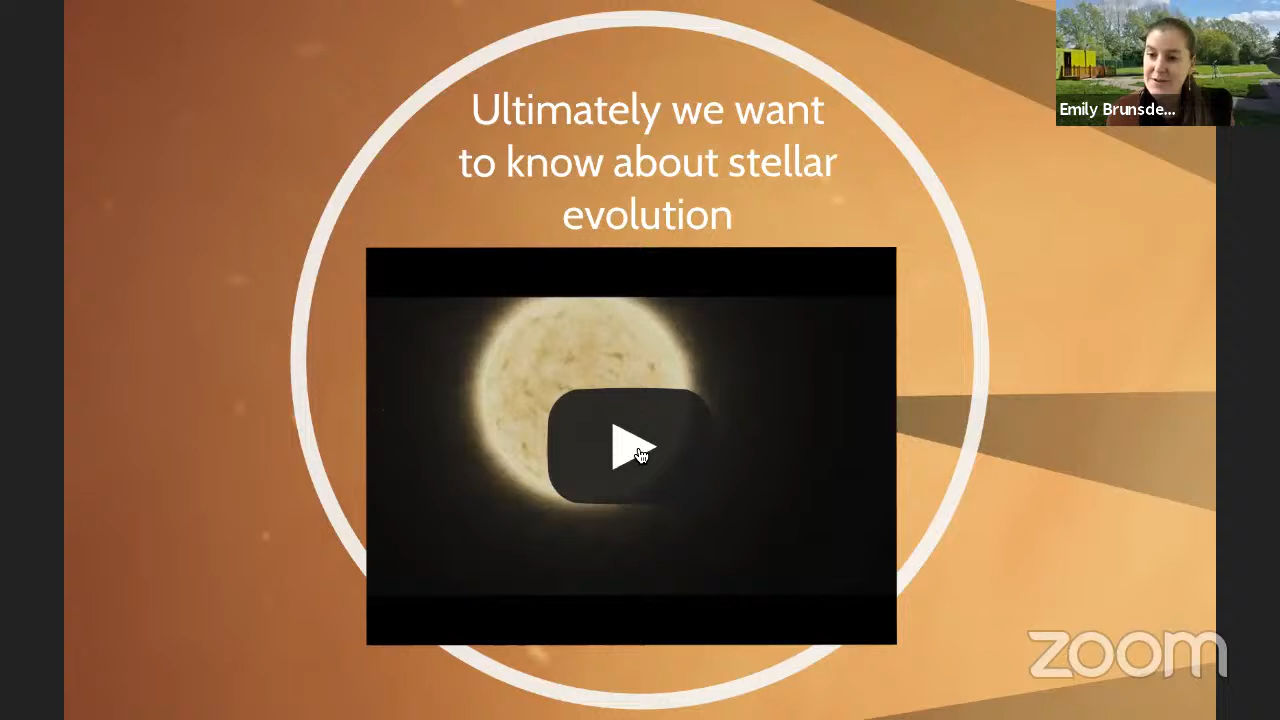 Ultimately we want
to know about stellar
evolution
Emily Brunsde...
zoom